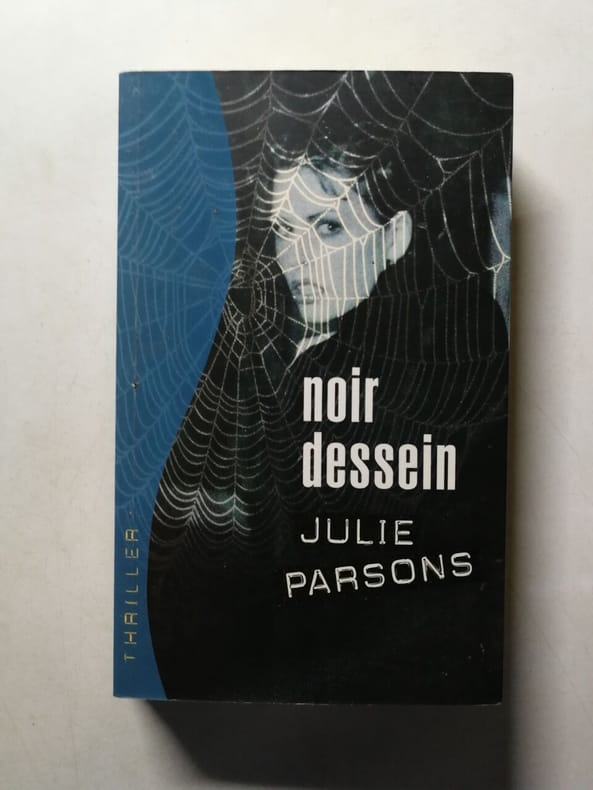 noir
dessein
JULIE
PARSONS
THRILLER